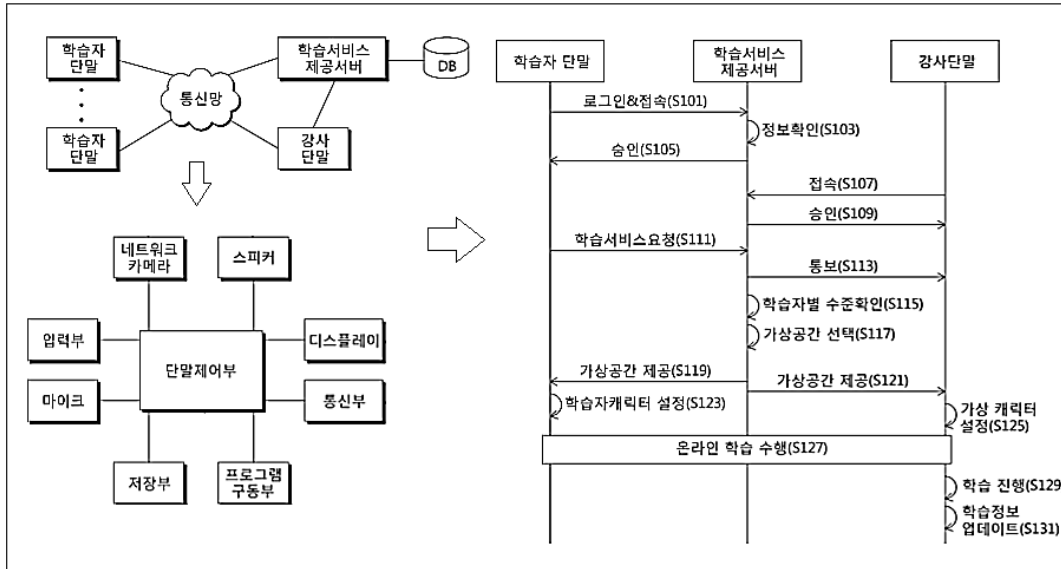 학습자
단말
학습서비스
제공서버
DB
통신망
학습자
단말
강사
단말
네트워크
카메라
스피커
입력부
디스플레이
단말제어부
마이크
통신부
저장부
프로그램
구동부
학습자 단말
학습서비스
제공서버
강사단말
로그인&접속(S101)
정보확인(S103)
승인(S105)
접속(S107)
승인(S109)
학습서비스요청(S111)
통보(S113)
학습자별 수준확인(S115)
가상공간 선택(S117)
가상공간 제공(S119)
가상공간 제공(S121)
학습자캐릭터 설정(S123)
가상 캐릭터
설정(S125)
온라인 학습 수행(S127)
학습 진행(S129
학습정보
업데이트(S131)